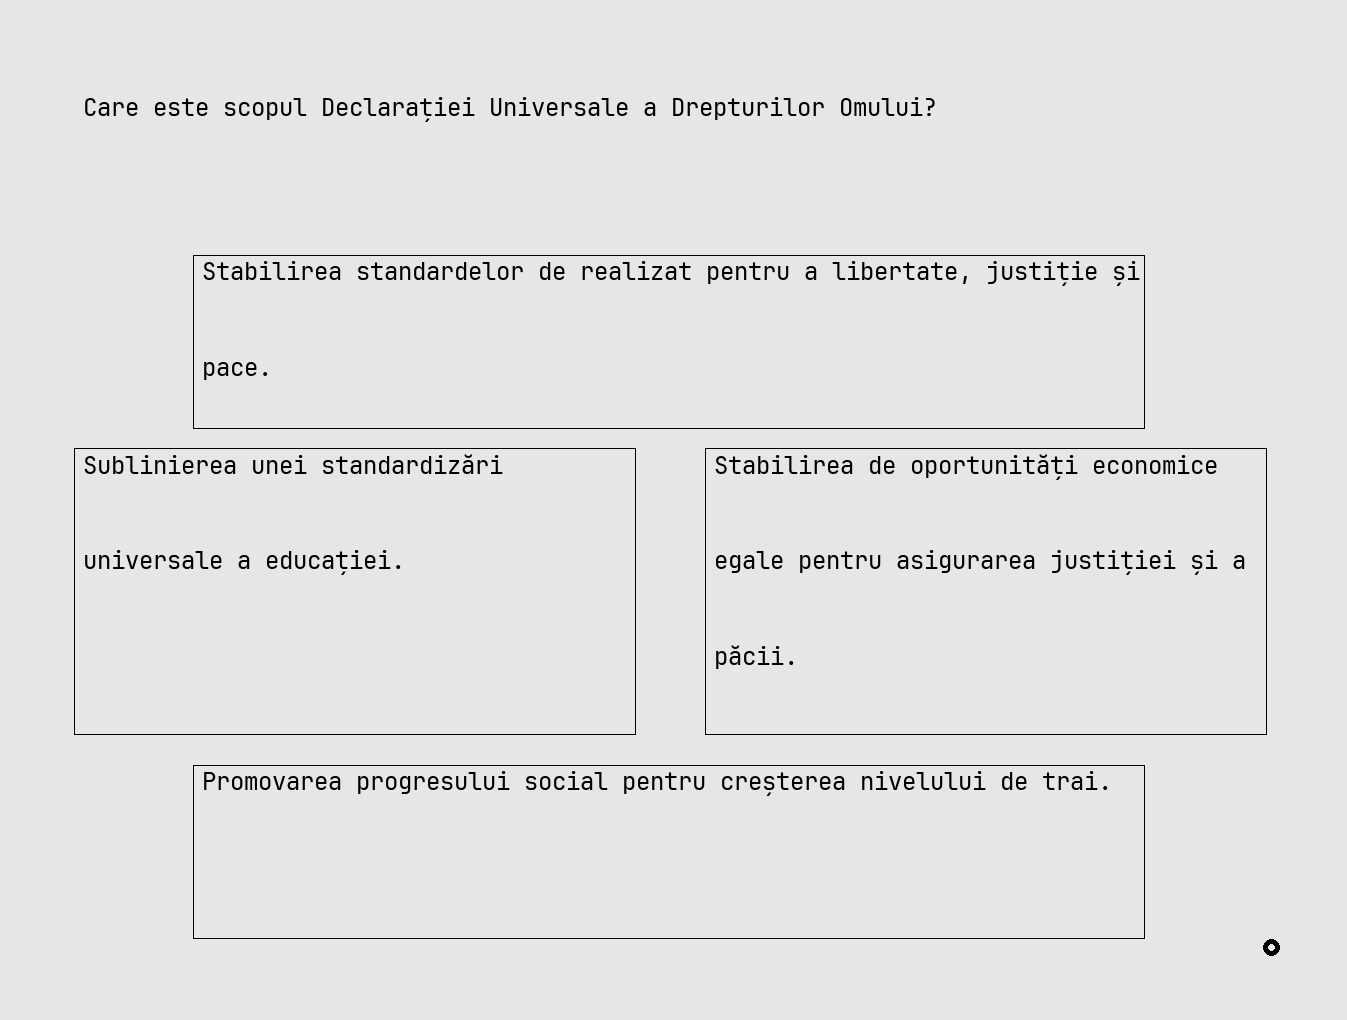 Care este scopul Declarației Universale a Drepturilor Omului?
Stabilirea standardelor de realizat pentru a libertate, justiție și
pace.
Sublinierea unei standardizări
universale a educației.
Stabilirea de oportunități economice
egale pentru asigurarea justiției și a
păcii.
Promovarea progresului social pentru creșterea nivelului de trai.